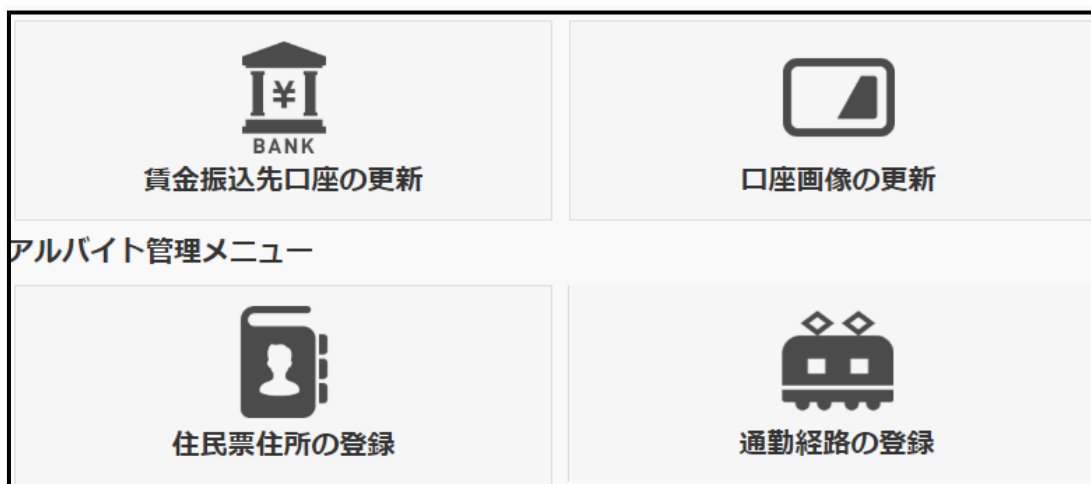 ¥
BANK
賃金振込先口座の更新
口座画像の更新
アルバイト管理メニュー
住民票住所の登録
通勤経路の登録